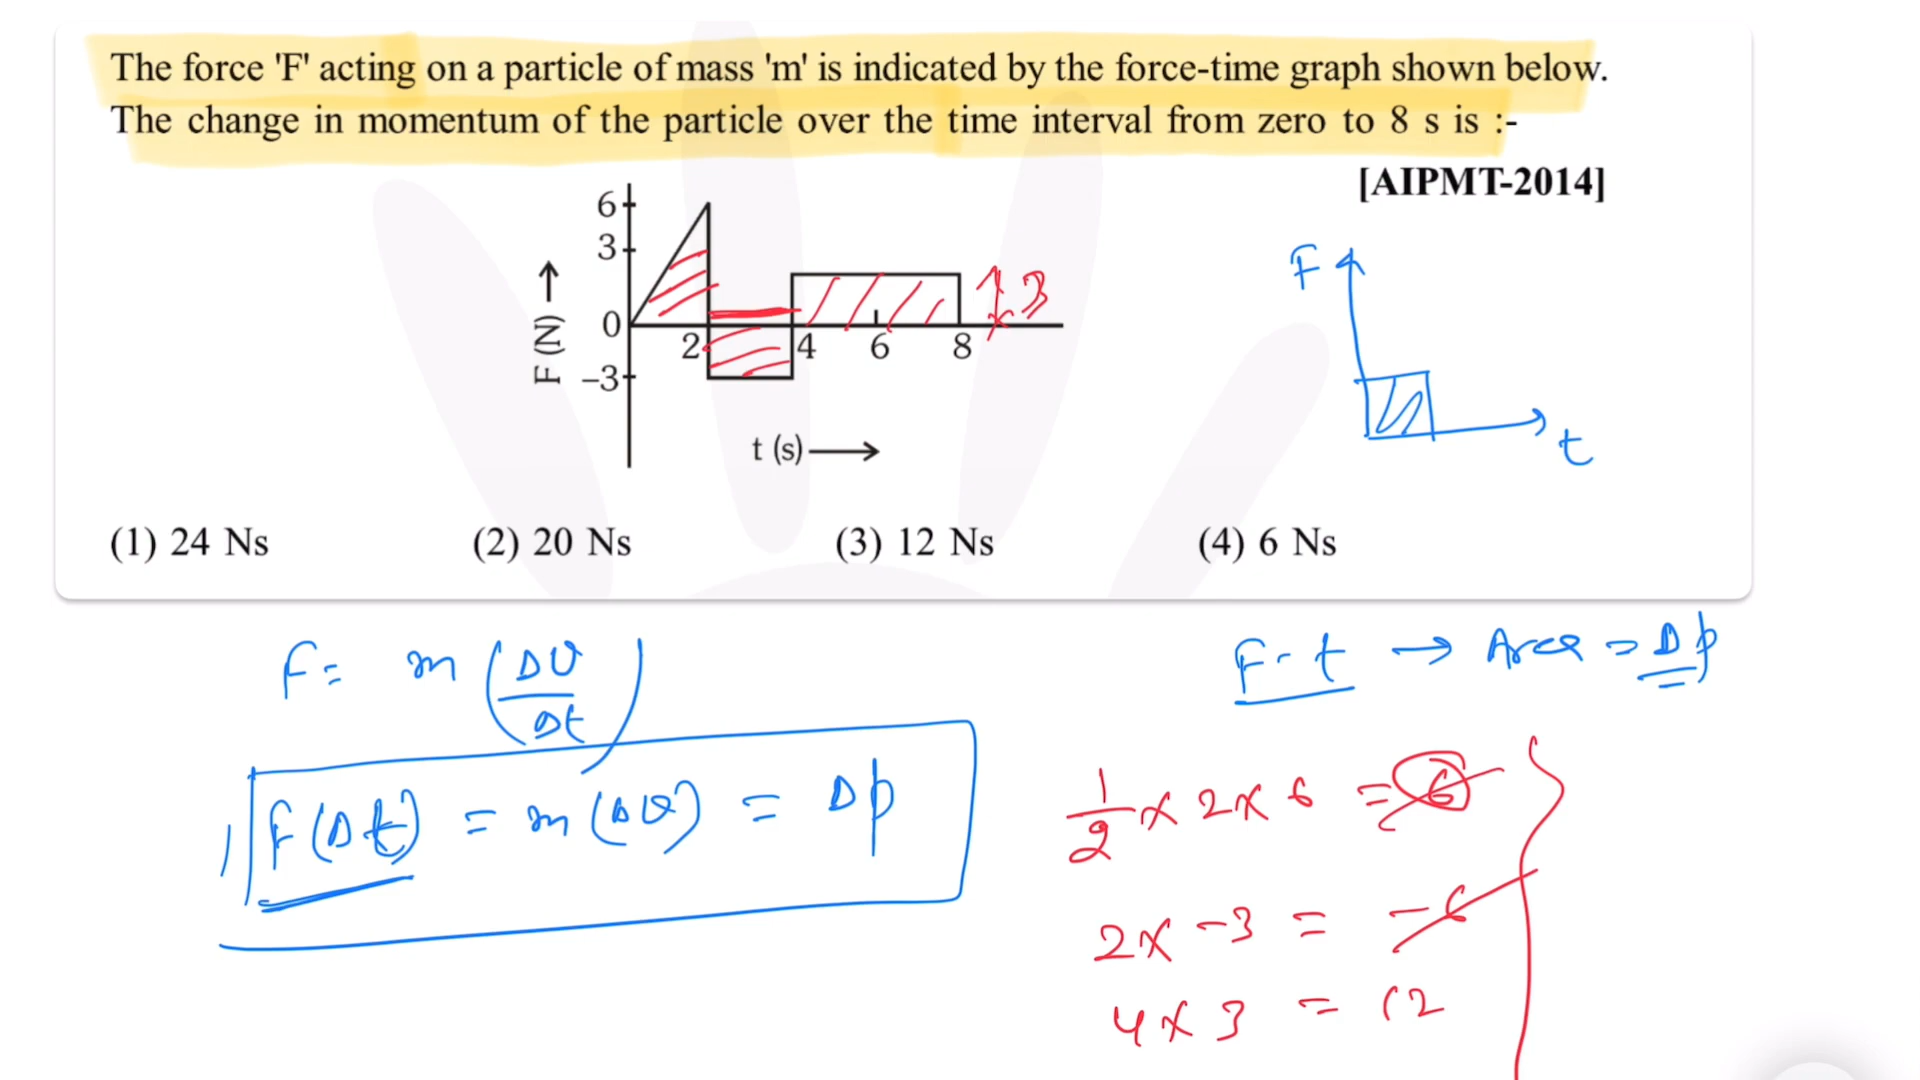 The force 'F' acting on a particle of mass 'm' is indicated by the force-time graph shown below.
The change in momentum of the particle over the time interval from zero to 8 s is :-
[AIPMT-2014]
6
3
0
-3
F (N) →
2 4 6 8
t (s) →
3
F
t
(1) 24 Ns (2) 20 Ns (3) 12 Ns (4) 6 Ns
F = m (Δv/Δt)
F(Δt) = m(Δv) = Δp
F-t → Area = Δp
1/2 × 2 × 6 = 6
2 × -3 = -6
4 × 3 = 12